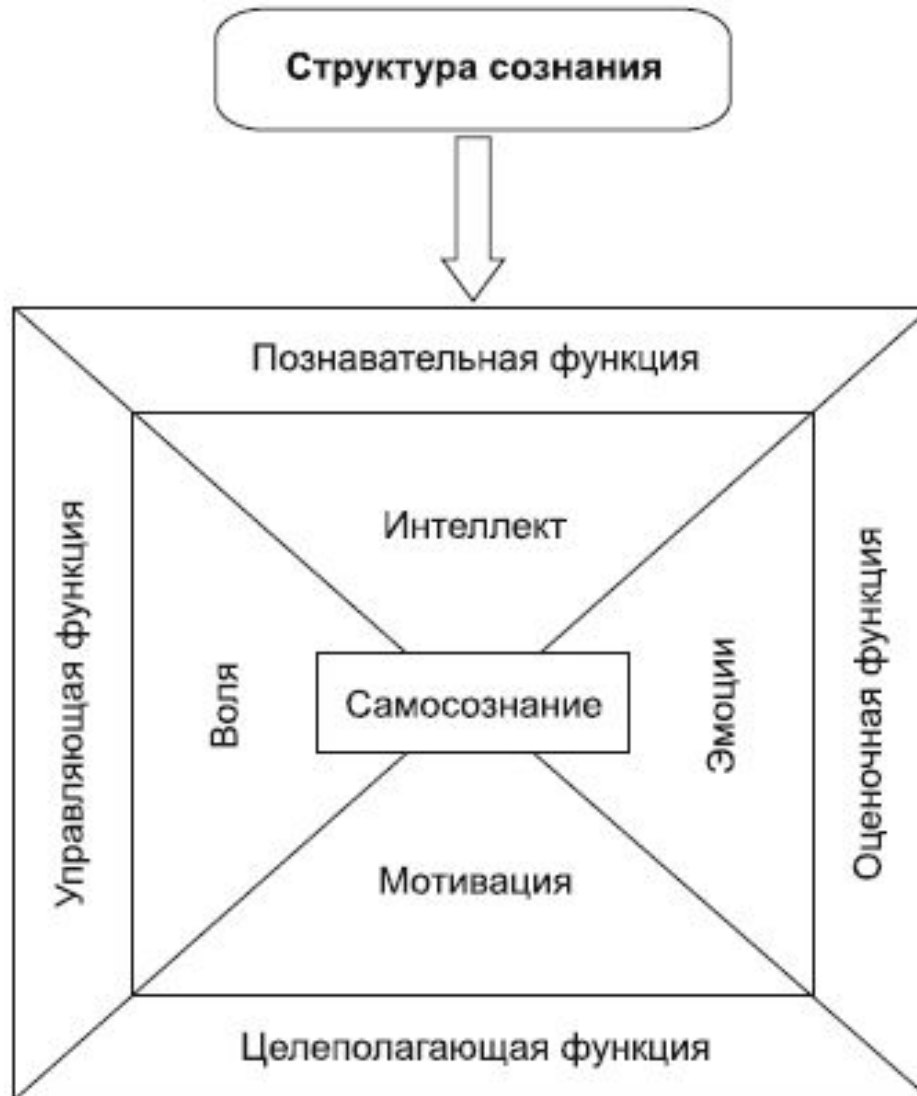 Структура сознания
Познавательная функция
Интеллект
Управляющая функция
Воля
Самосознание
Эмоции
Оценочная функция
Мотивация
Целеполагающая функция